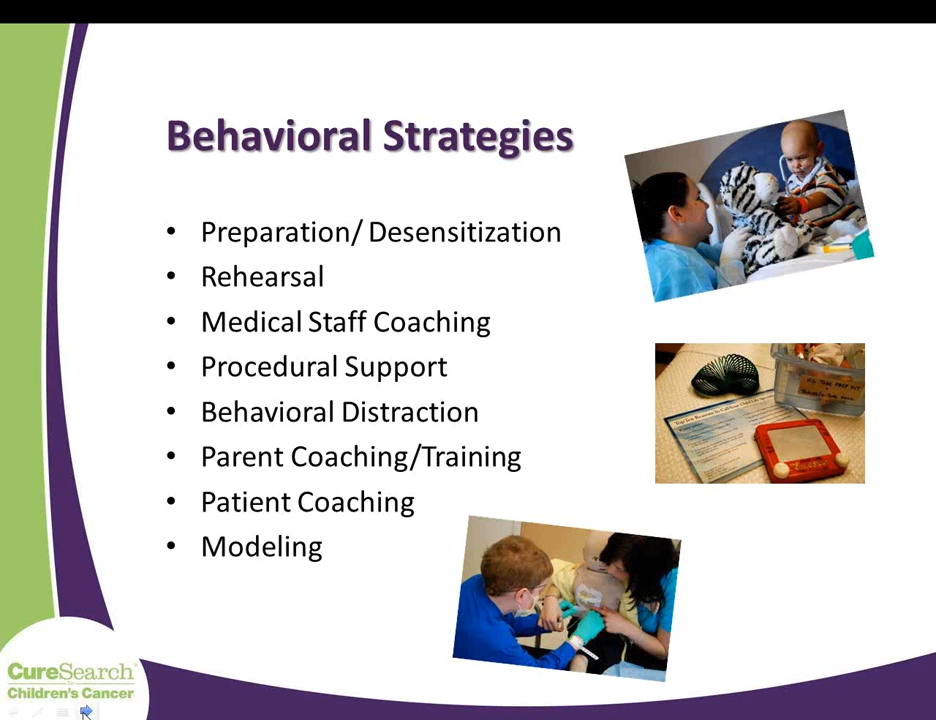 Behavioral Strategies
• Preparation/ Desensitization
• Rehearsal
• Medical Staff Coaching
• Procedural Support
• Behavioral Distraction
• Parent Coaching/Training
• Patient Coaching
• Modeling
CureSearch
Children's Cancer